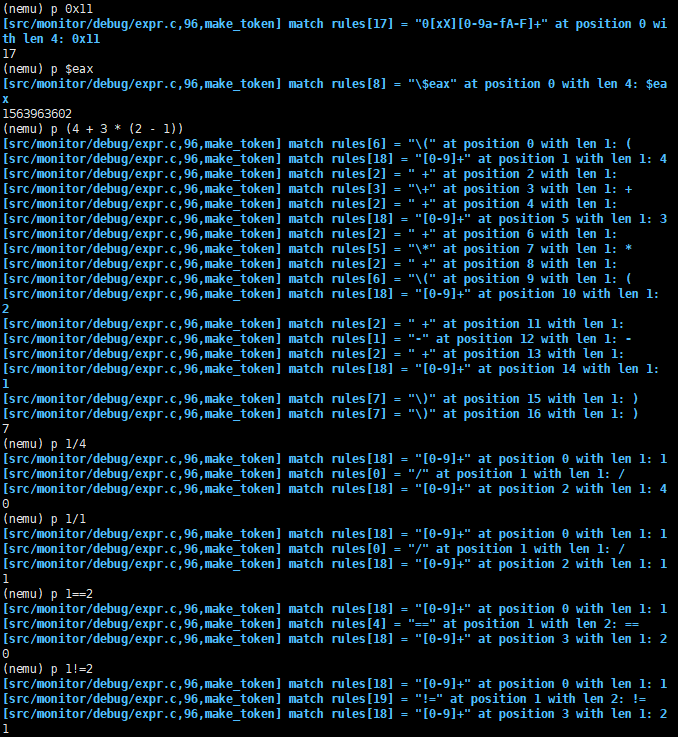 (nemu) p 0x11
[src/monitor/debug/expr.c,96,make_token] match rules[17] = "0[xX][0-9a-fA-F]+" at position 0 wi
th len 4: 0x11
17
(nemu) p $eax
[src/monitor/debug/expr.c,96,make_token] match rules[8] = "\$eax" at position 0 with len 4: $ea
x
1563963602
(nemu) p (4 + 3 * (2 - 1))
[src/monitor/debug/expr.c,96,make_token] match rules[6] = "\(" at position 0 with len 1: (
[src/monitor/debug/expr.c,96,make_token] match rules[18] = "[0-9]+" at position 1 with len 1: 4
[src/monitor/debug/expr.c,96,make_token] match rules[2] = " +" at position 2 with len 1:
[src/monitor/debug/expr.c,96,make_token] match rules[3] = "\+" at position 3 with len 1: +
[src/monitor/debug/expr.c,96,make_token] match rules[2] = " +" at position 4 with len 1:
[src/monitor/debug/expr.c,96,make_token] match rules[18] = "[0-9]+" at position 5 with len 1: 3
[src/monitor/debug/expr.c,96,make_token] match rules[2] = " +" at position 6 with len 1:
[src/monitor/debug/expr.c,96,make_token] match rules[5] = "\*" at position 7 with len 1: *
[src/monitor/debug/expr.c,96,make_token] match rules[2] = " +" at position 8 with len 1:
[src/monitor/debug/expr.c,96,make_token] match rules[6] = "\(" at position 9 with len 1: (
[src/monitor/debug/expr.c,96,make_token] match rules[18] = "[0-9]+" at position 10 with len 1:
2
[src/monitor/debug/expr.c,96,make_token] match rules[2] = " +" at position 11 with len 1:
[src/monitor/debug/expr.c,96,make_token] match rules[1] = "-" at position 12 with len 1: -
[src/monitor/debug/expr.c,96,make_token] match rules[2] = " +" at position 13 with len 1:
[src/monitor/debug/expr.c,96,make_token] match rules[18] = "[0-9]+" at position 14 with len 1:
1
[src/monitor/debug/expr.c,96,make_token] match rules[7] = "\)" at position 15 with len 1: )
[src/monitor/debug/expr.c,96,make_token] match rules[7] = "\)" at position 16 with len 1: )
7
(nemu) p 1/4
[src/monitor/debug/expr.c,96,make_token] match rules[18] = "[0-9]+" at position 0 with len 1: 1
[src/monitor/debug/expr.c,96,make_token] match rules[0] = "/" at position 1 with len 1: /
[src/monitor/debug/expr.c,96,make_token] match rules[18] = "[0-9]+" at position 2 with len 1: 4
0
(nemu) p 1/1
[src/monitor/debug/expr.c,96,make_token] match rules[18] = "[0-9]+" at position 0 with len 1: 1
[src/monitor/debug/expr.c,96,make_token] match rules[0] = "/" at position 1 with len 1: /
[src/monitor/debug/expr.c,96,make_token] match rules[18] = "[0-9]+" at position 2 with len 1: 1
1
(nemu) p 1==2
[src/monitor/debug/expr.c,96,make_token] match rules[18] = "[0-9]+" at position 0 with len 1: 1
[src/monitor/debug/expr.c,96,make_token] match rules[4] = "==" at position 1 with len 2: ==
[src/monitor/debug/expr.c,96,make_token] match rules[18] = "[0-9]+" at position 3 with len 1: 2
0
(nemu) p 1!=2
[src/monitor/debug/expr.c,96,make_token] match rules[18] = "[0-9]+" at position 0 with len 1: 1
[src/monitor/debug/expr.c,96,make_token] match rules[19] = "!=" at position 1 with len 2: !=
[src/monitor/debug/expr.c,96,make_token] match rules[18] = "[0-9]+" at position 3 with len 1: 2
1